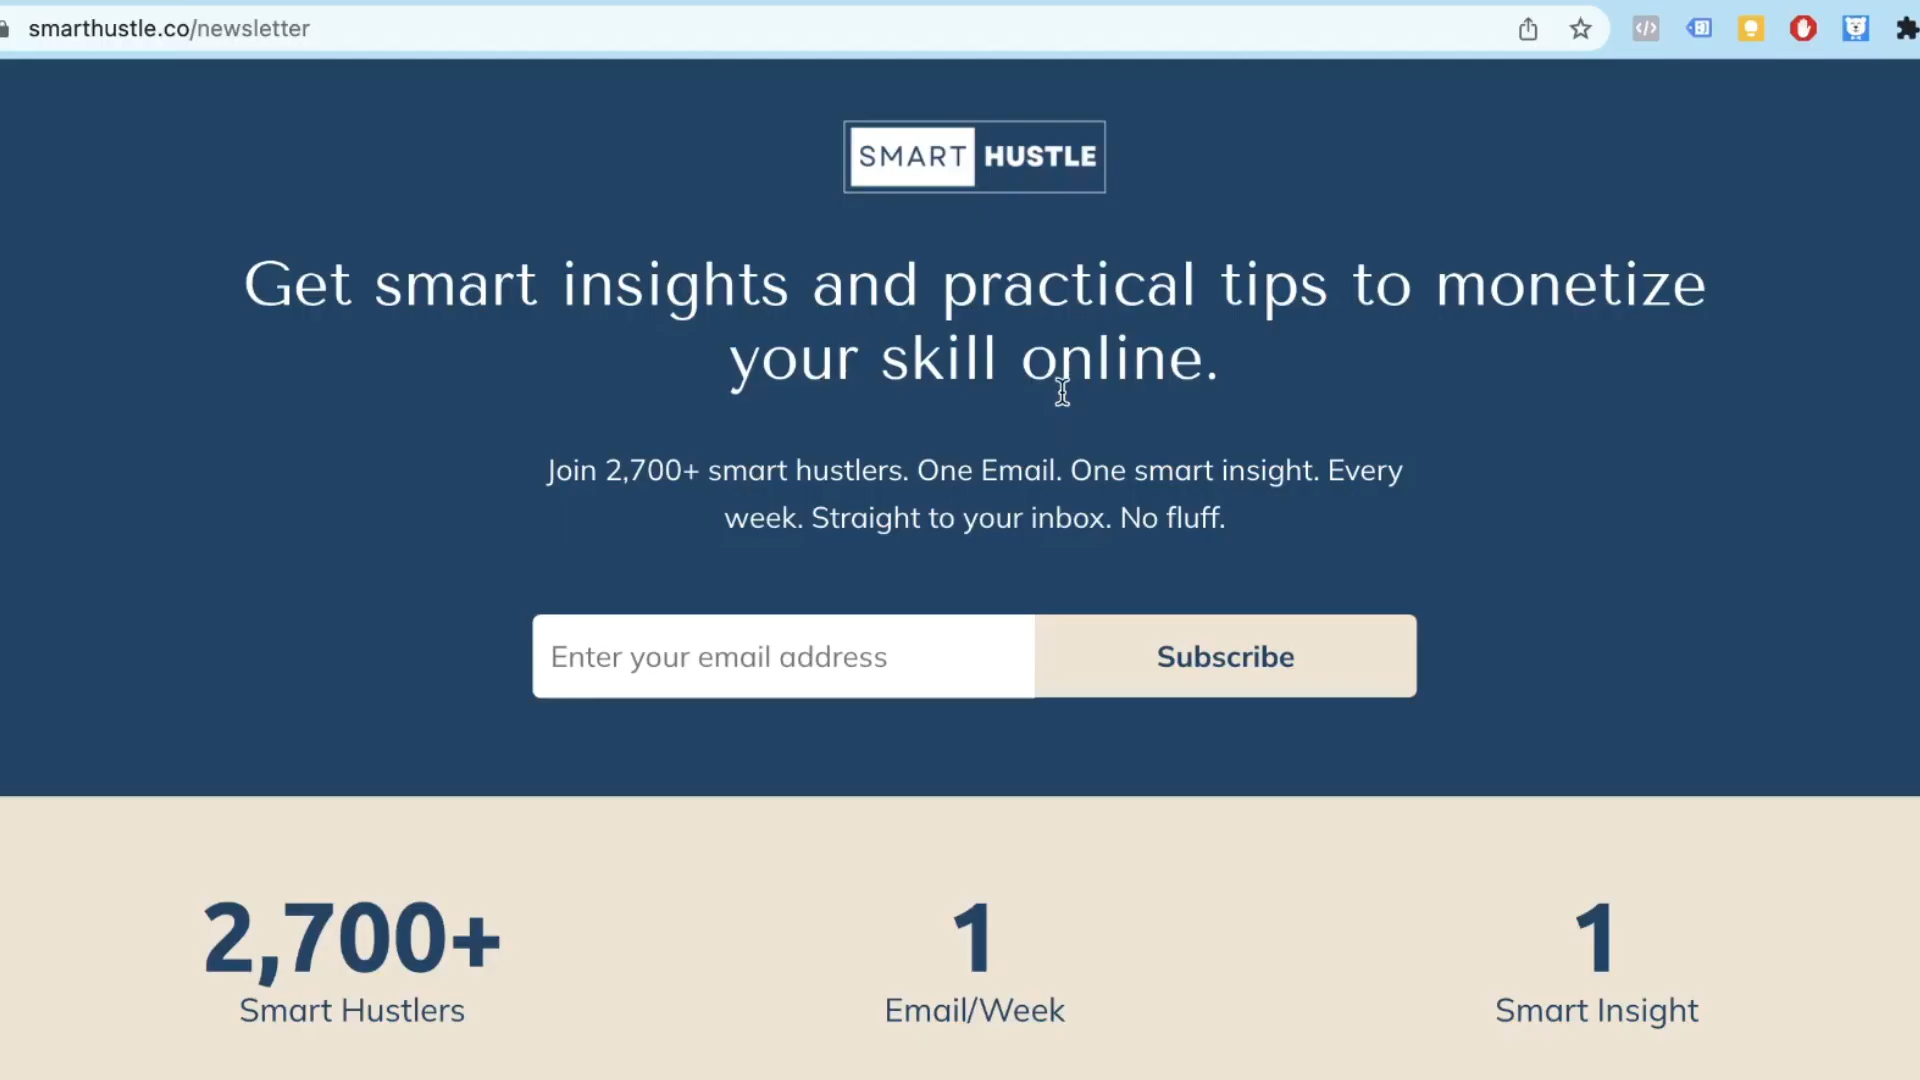 smarthustle.co/newsletter
SMART HUSTLE
Get smart insights and practical tips to monetize
your skill online.
Join 2,700+ smart hustlers. One Email. One smart insight. Every
week. Straight to your inbox. No fluff.
Enter your email address Subscribe
2,700+ 1 1
Smart Hustlers Email/Week Smart Insight